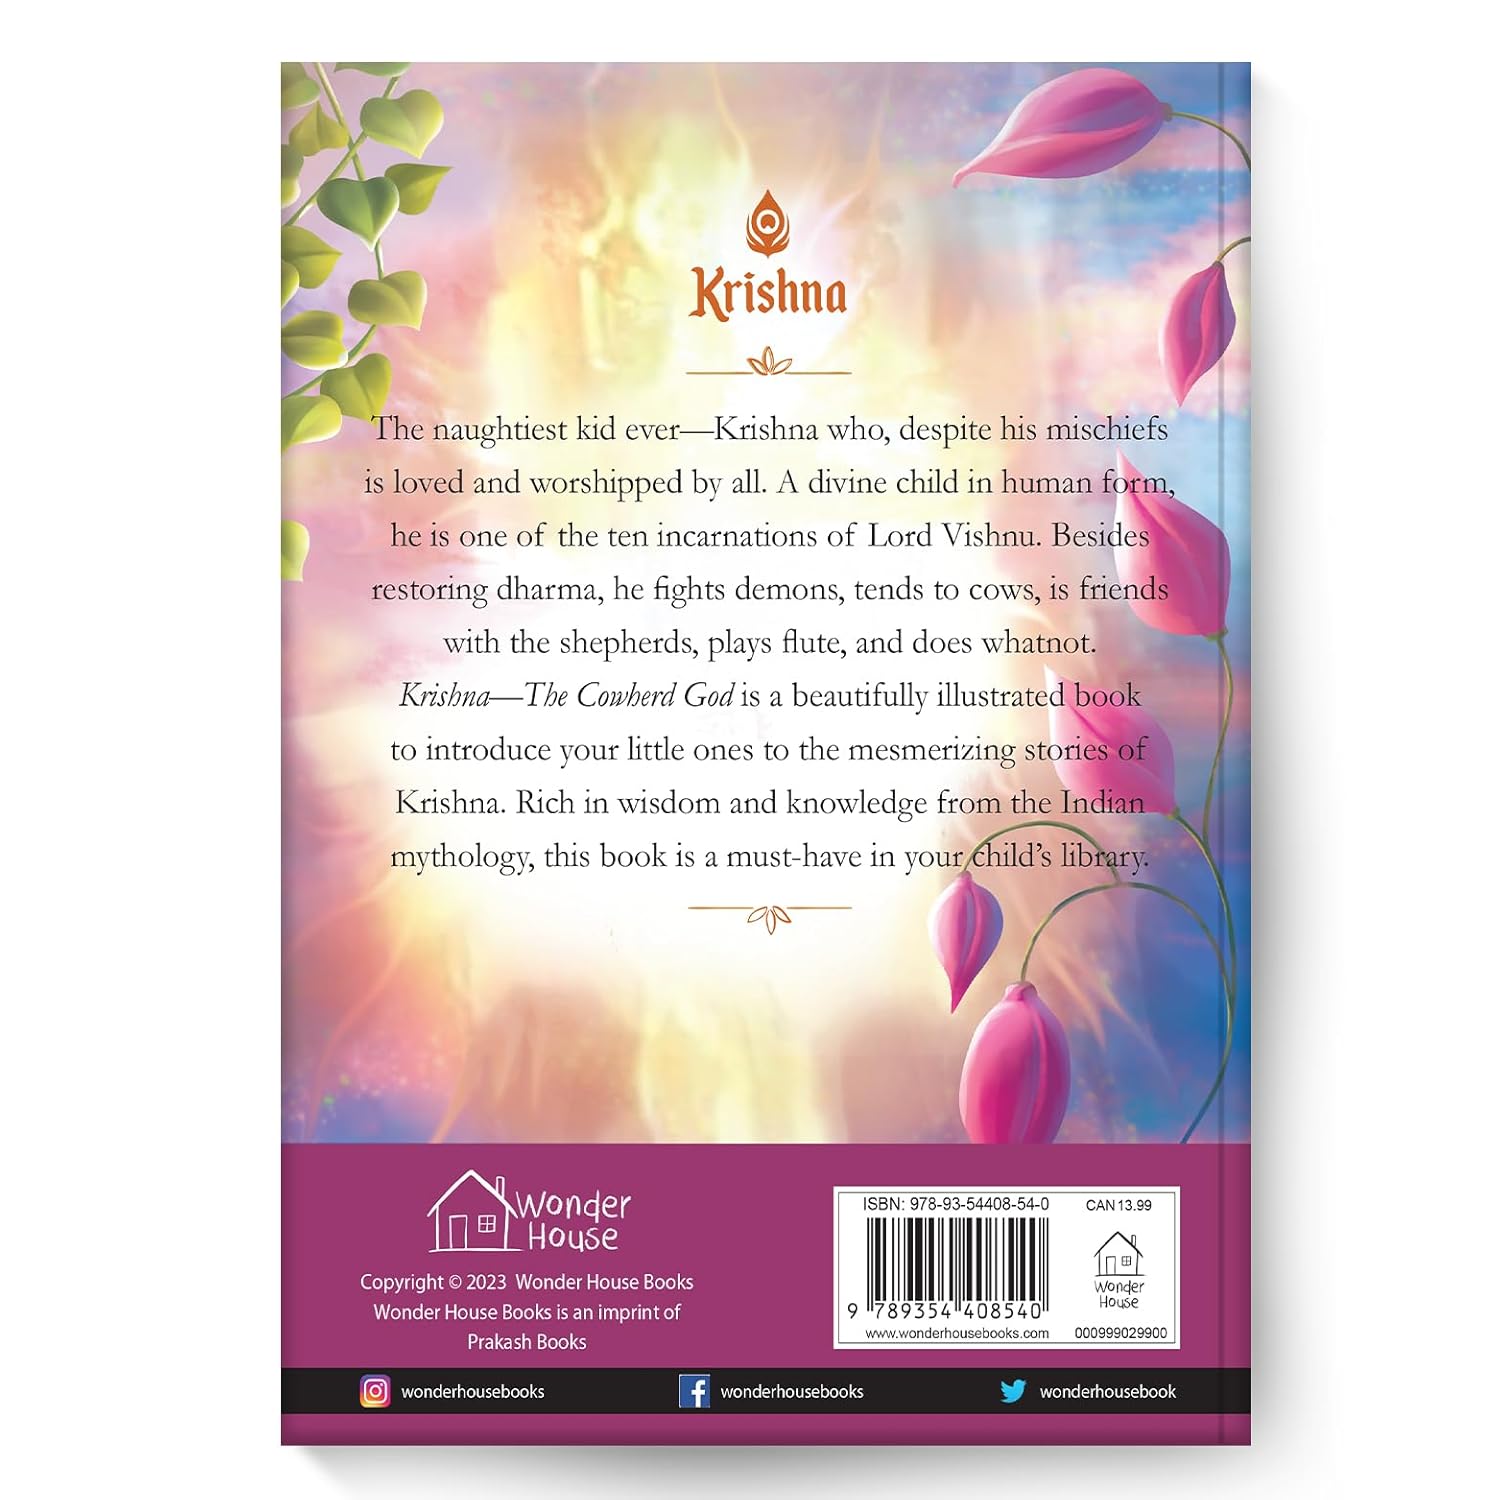 Krishna
The naughtiest kid ever—Krishna who, despite his mischiefs
is loved and worshipped by all. A divine child in human form,
he is one of the ten incarnations of Lord Vishnu. Besides
restoring dharma, he fights demons, tends to cows, is friends
with the shepherds, plays flute, and does whatnot.
Krishna—The Cowherd God is a beautifully illustrated book
to introduce your little ones to the mesmerizing stories of
Krishna. Rich in wisdom and knowledge from the Indian
mythology, this book is a must-have in your child's library.
Wonder
House
Copyright © 2023 Wonder House Books
Wonder House Books is an imprint of
Prakash Books
ISBN: 978-93-54408-54-0
CAN 13.99
9 789354 408540
www.wonderhousebooks.com
Wonder
House
000999029900
wonderhousebooks
wonderhousebooks
wonderhousebook